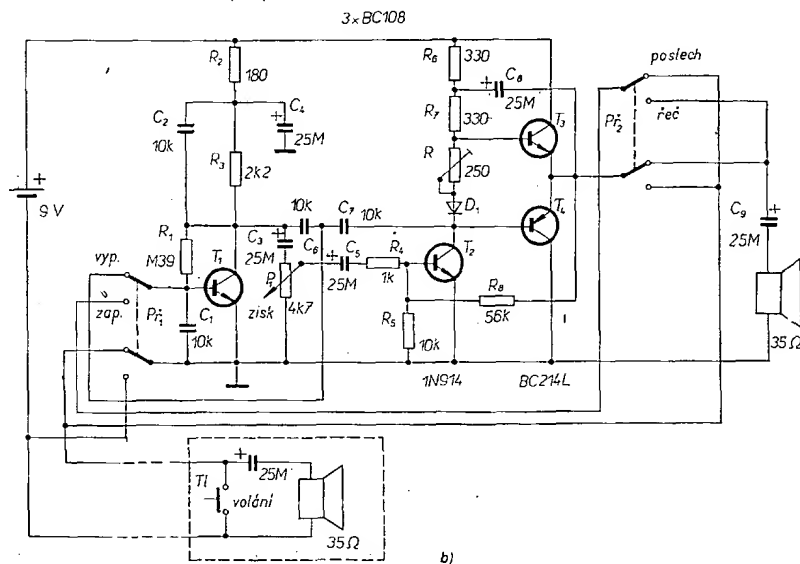 3×BC108
R2
180
C2
10k
C4
25M
R3
2k2
R6
330
C8
25M
R7
330
R
250
D1
T3
T4
poslech
řeč
Př2
+
9 V
R1
M39
T1
C1
10k
vyp.
zap.
Př1
C3
25M
P1
4k7
zisk
10k
C6
C7
10k
C5
25M
R4
1k
T2
R5
10k
R8
56k
1N914
BC214L
C9
25M
35Ω
Tl
volání
25M
35Ω
b)